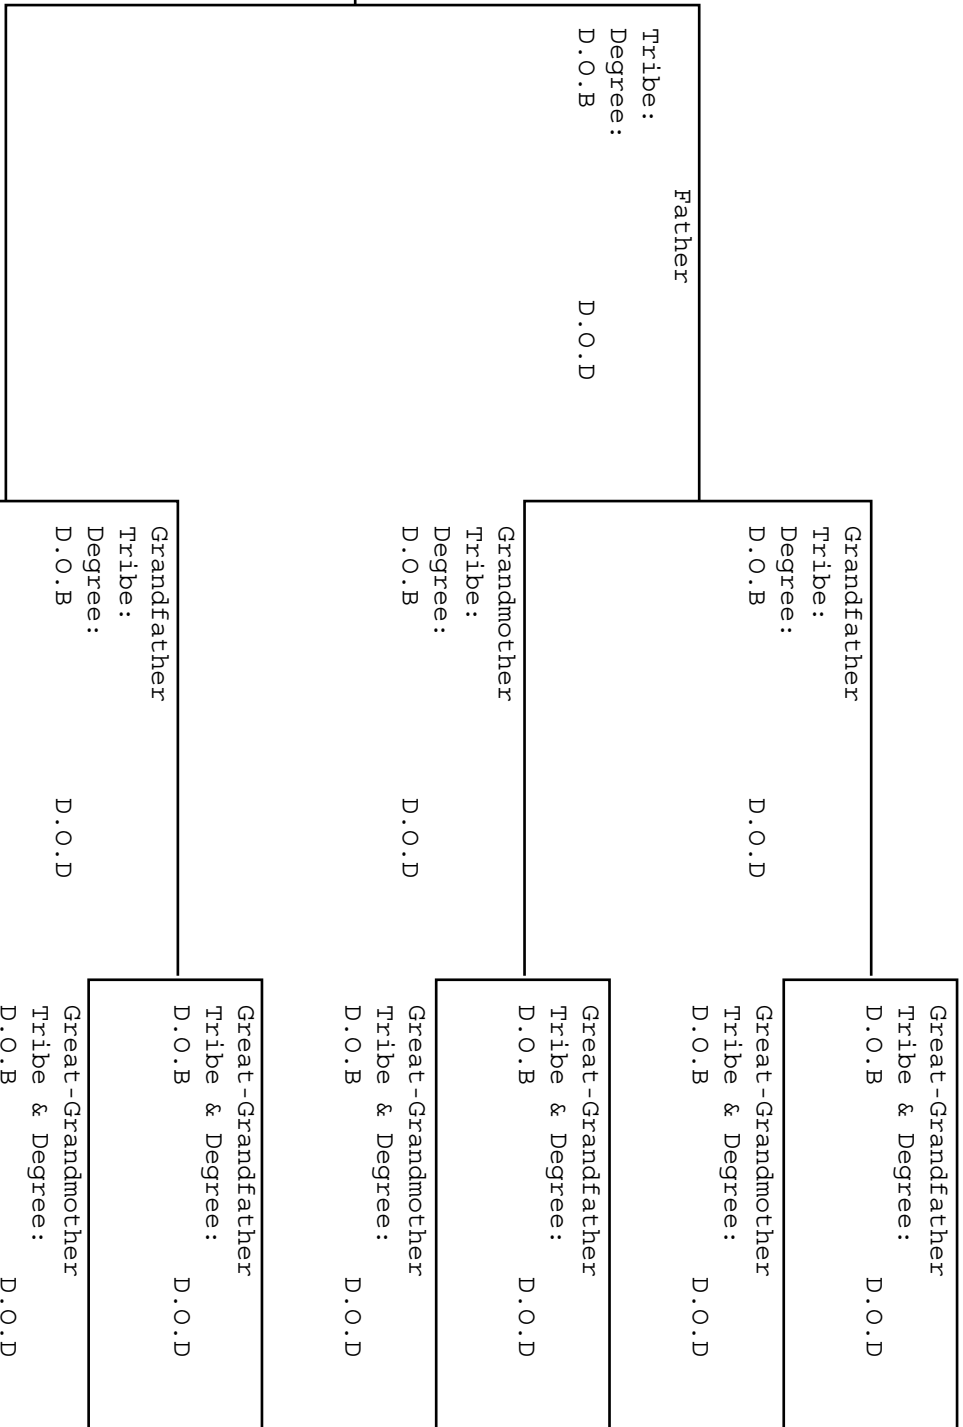 Father
Tribe:
Degree:
D.O.B D.O.D
Grandfather
Tribe:
Degree:
D.O.B D.O.D
Grandmother
Tribe:
Degree:
D.O.B D.O.D
Grandfather
Tribe:
Degree:
D.O.B D.O.D
Great-Grandfather
Tribe & Degree:
D.O.B D.O.D
Great-Grandmother
Tribe & Degree:
D.O.B D.O.D
Great-Grandfather
Tribe & Degree:
D.O.B D.O.D
Great-Grandmother
Tribe & Degree:
D.O.B D.O.D
Great-Grandfather
Tribe & Degree:
D.O.B D.O.D
Great-Grandmother
Tribe & Degree:
D.O.B D.O.D